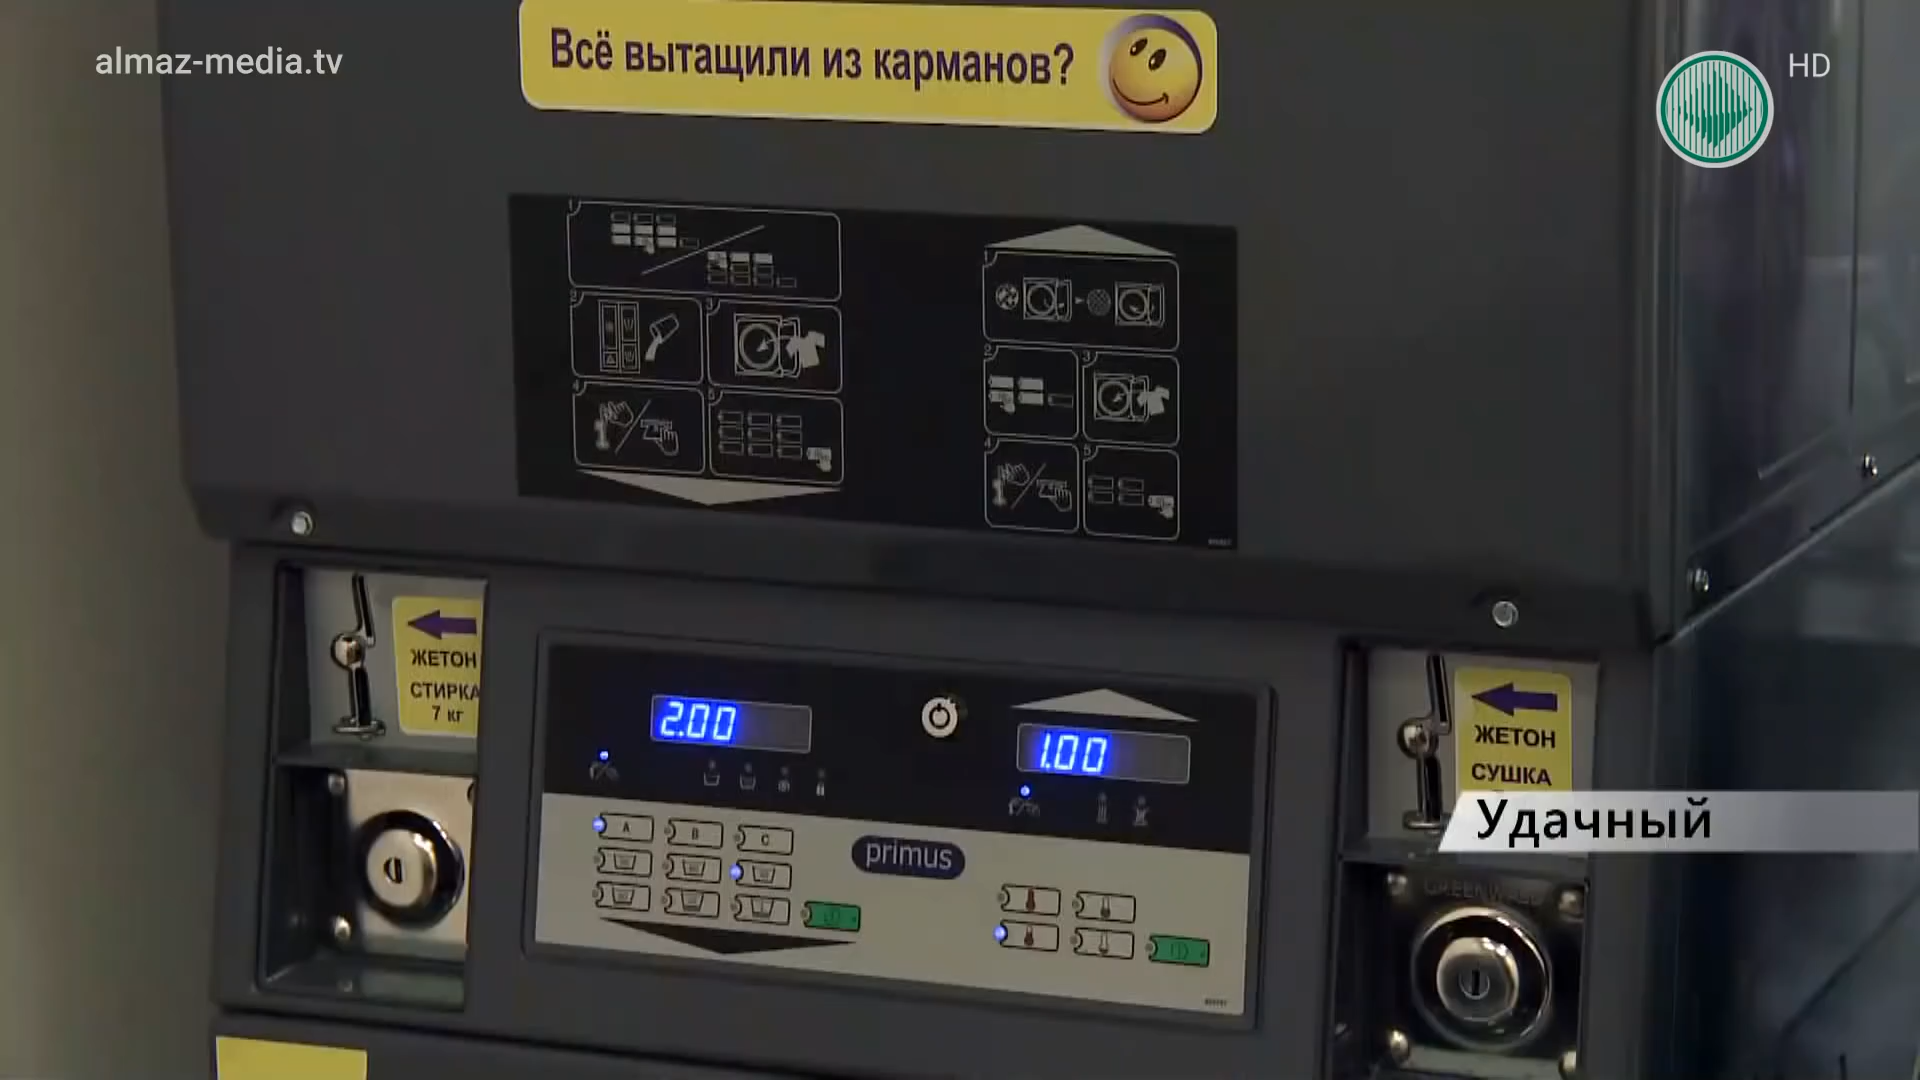 almaz-media.tv
HD
Всё вытащили из карманов?
ЖЕТОН
СТИРКА
7 кг
2.00
1.00
ЖЕТОН
СУШКА
Удачный
A
B
C
primus
GREENWALD